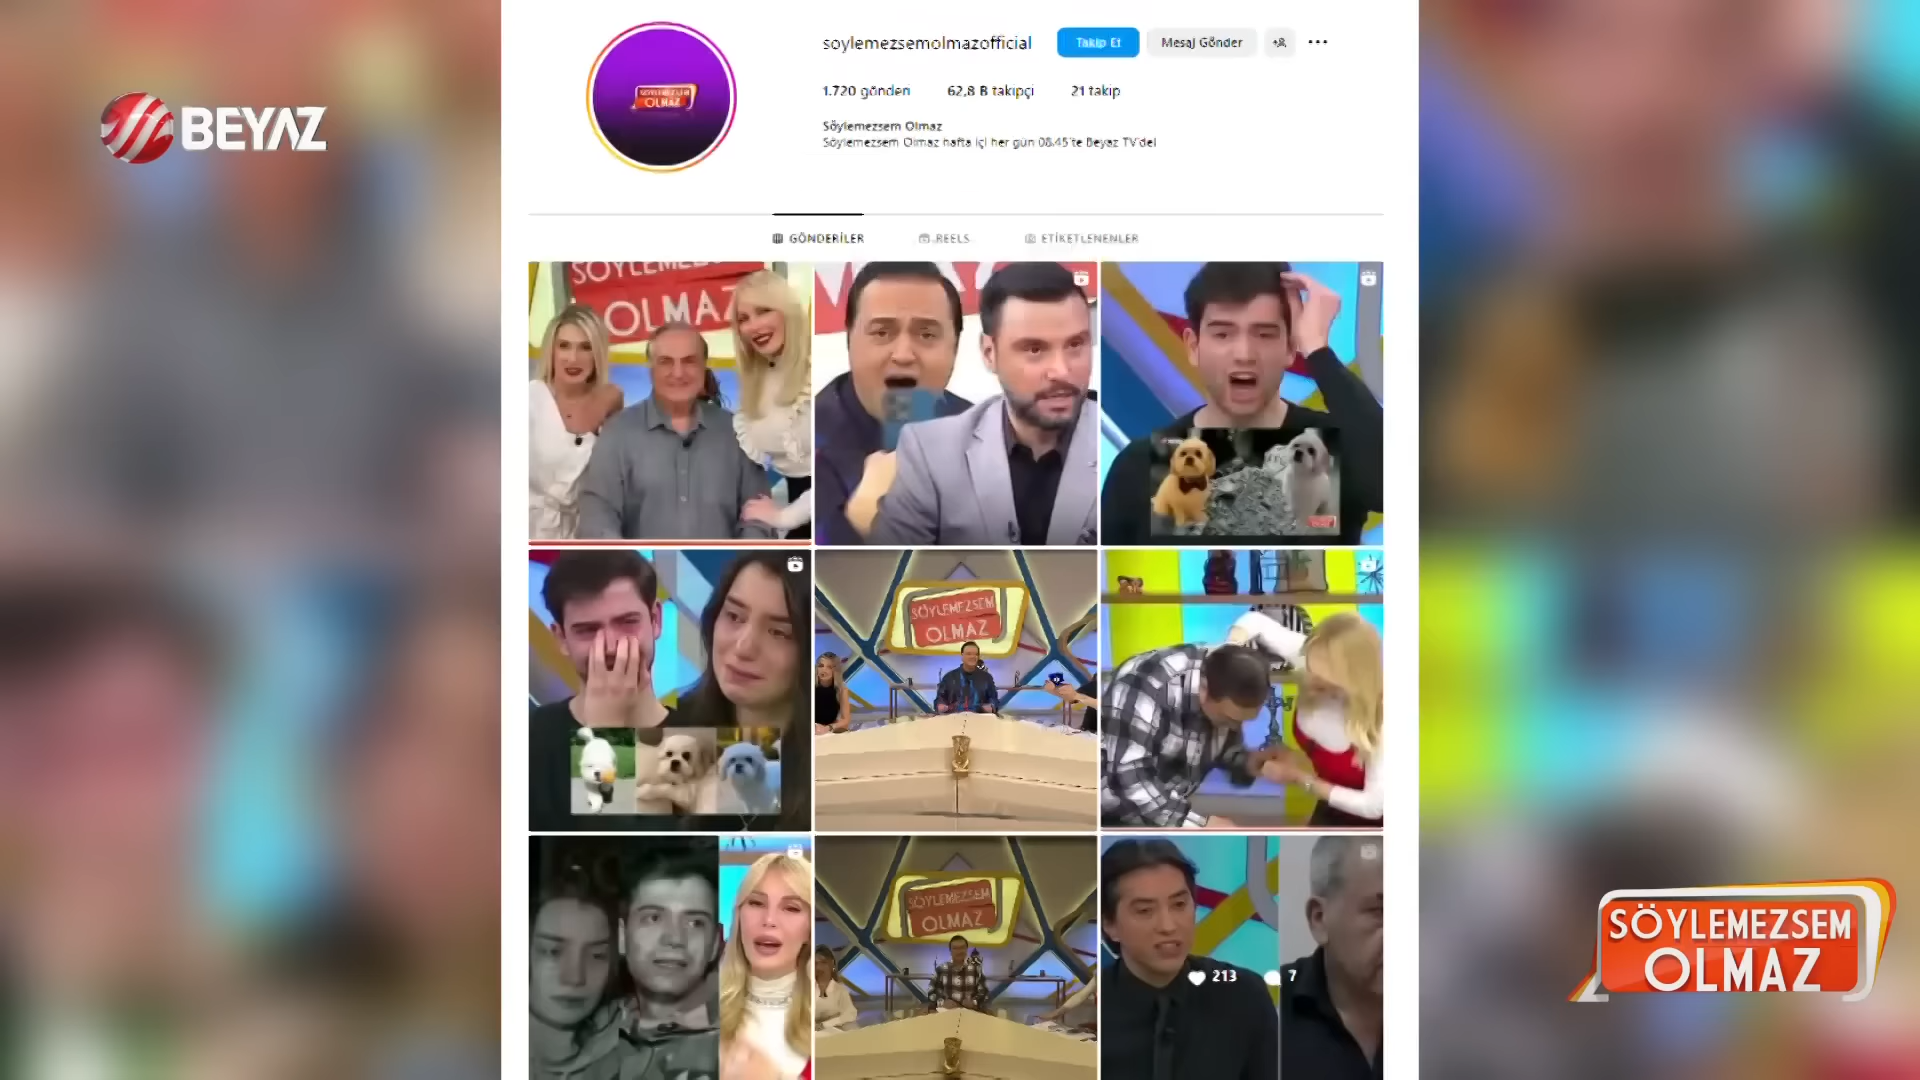 BEYAZ
soylemezsemolmazofficial
Takip Et
Mesaj Gönder
1.720 gönderi
62,8 B takipçi
21 takip
Söylemezsem Olmaz
Söylemezsem Olmaz hafta içi her gün 08.45'te Beyaz TV'de!
GÖNDERİLER
REELS
ETİKETLENENLER
SÖYLEMEZSEM
OLMAZ
SÖYLEMEZSEM
OLMAZ
SÖYLEMEZSEM
OLMAZ
SÖYLEMEZSEM
OLMAZ
213
7
SÖYLEMEZSEM
OLMAZ